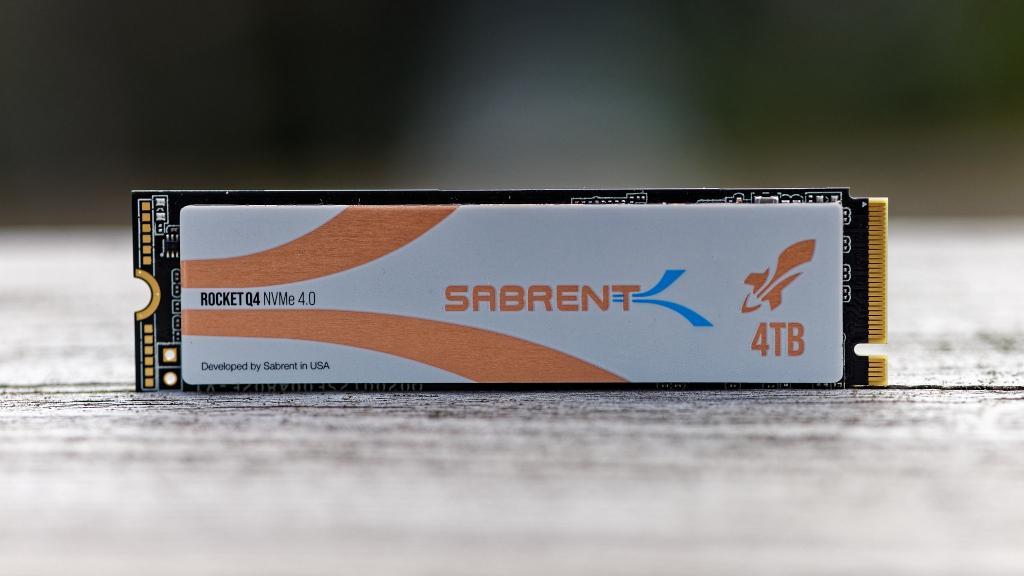 ROCKET Q4 NVMe 4.0
SABRENT
4TB
Developed by Sabrent in USA